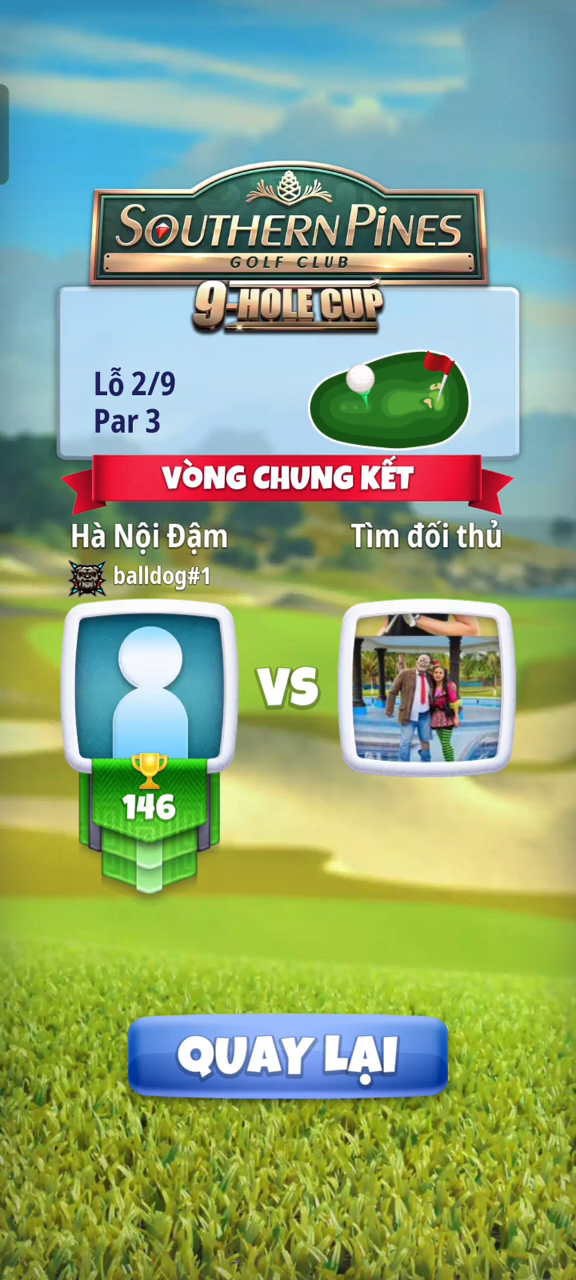 SOUTHERN PINES
GOLF CLUB
9-HOLE CUP
Lỗ 2/9
Par 3
VÒNG CHUNG KẾT
Hà Nội Đậm
Tìm đối thủ
balldog#1
VS
146
QUAY LẠI